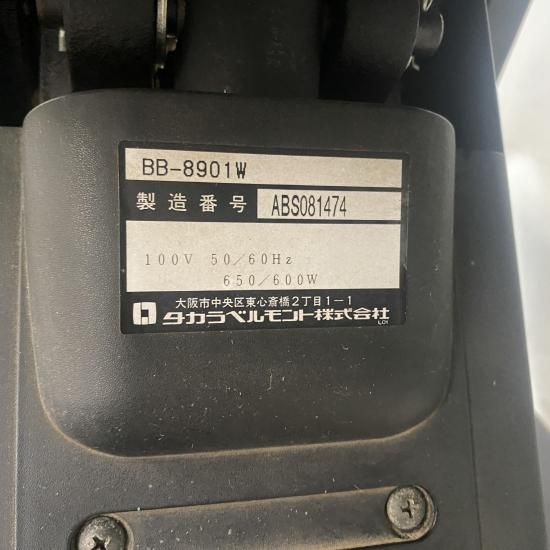 BB-8901W
製造番号 ABS081474
100V 50/60Hz
650/600W
大阪市中央区東心斎橋2丁目1-1
タカラベルモント株式会社
LC1